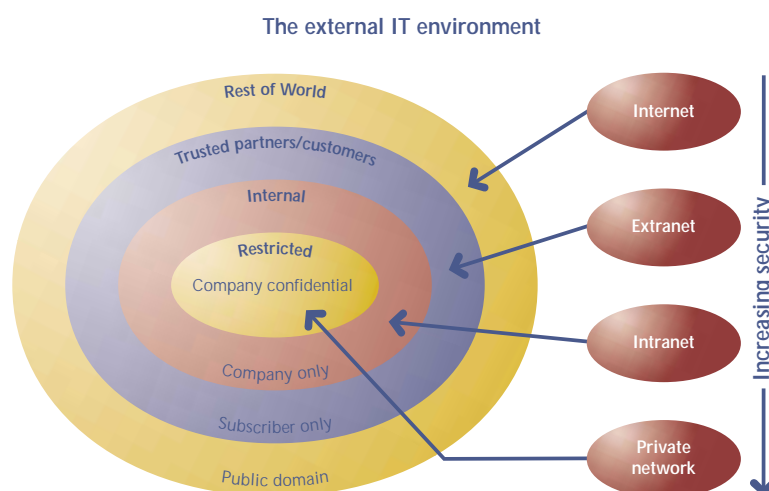 The external IT environment
Rest of World
Trusted partners/customers
Internal
Restricted
Company confidential
Company only
Subscriber only
Public domain
Internet
Extranet
Intranet
Private
network
Increasing security